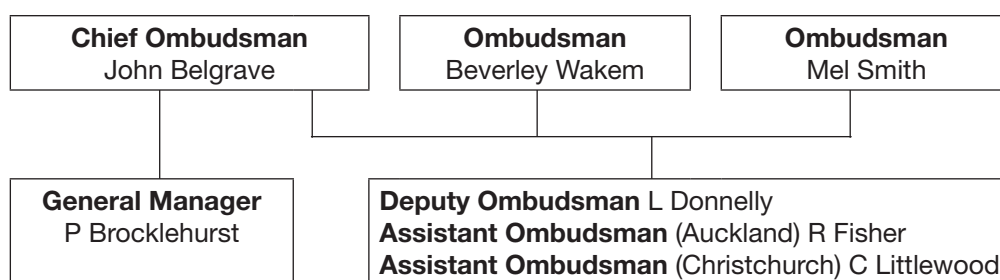 Chief Ombudsman
John Belgrave
Ombudsman
Beverley Wakem
Ombudsman
Mel Smith
General Manager
P Brocklehurst
Deputy Ombudsman L Donnelly
Assistant Ombudsman (Auckland) R Fisher
Assistant Ombudsman (Christchurch) C Littlewood